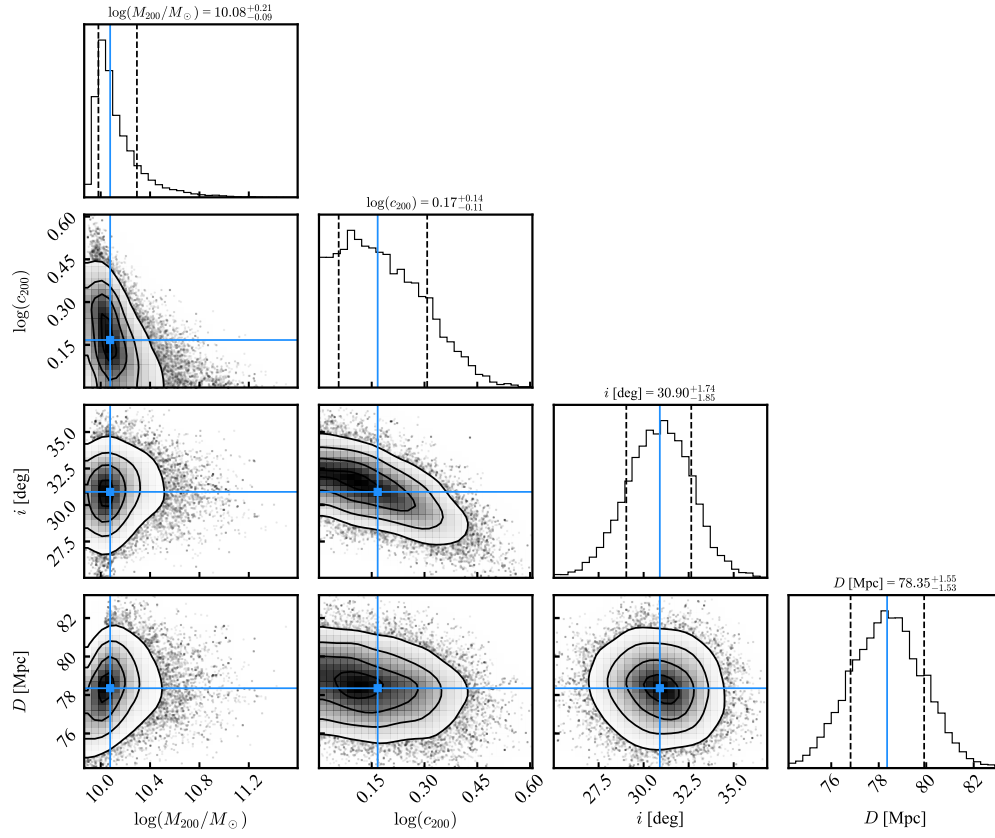 log(M₂₀₀/M⊙) = 10.08⁺⁰·²¹₋₀.₀₉
log(c₂₀₀) = 0.17⁺⁰·¹⁴₋₀.₁₁
0.60
0.45
0.30
0.15
log(c₂₀₀)
i [deg] = 30.90⁺¹·⁷⁴₋₁.₈₅
35.0
32.5
30.0
27.5
i [deg]
D [Mpc] = 78.35⁺¹·⁵⁵₋₁.₅₃
82
80
78
76
D [Mpc]
10.0 10.4 10.8 11.2
0.15 0.30 0.45 0.60
27.5 30.0 32.5 35.0
76 78 80 82
log(M₂₀₀/M⊙) log(c₂₀₀) i [deg] D [Mpc]